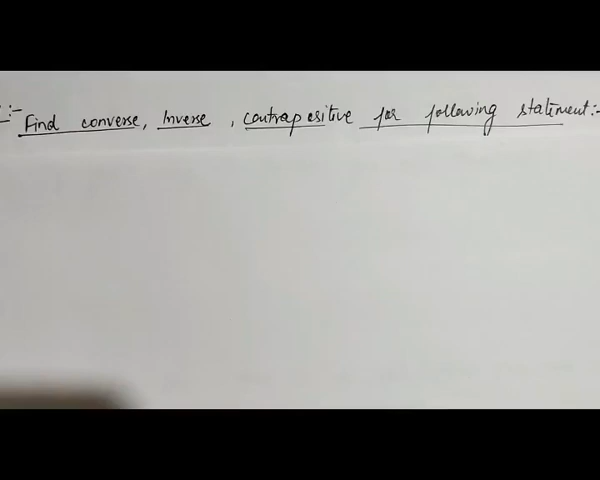 :- Find converse, Inverse, contrapositive for following statement:-